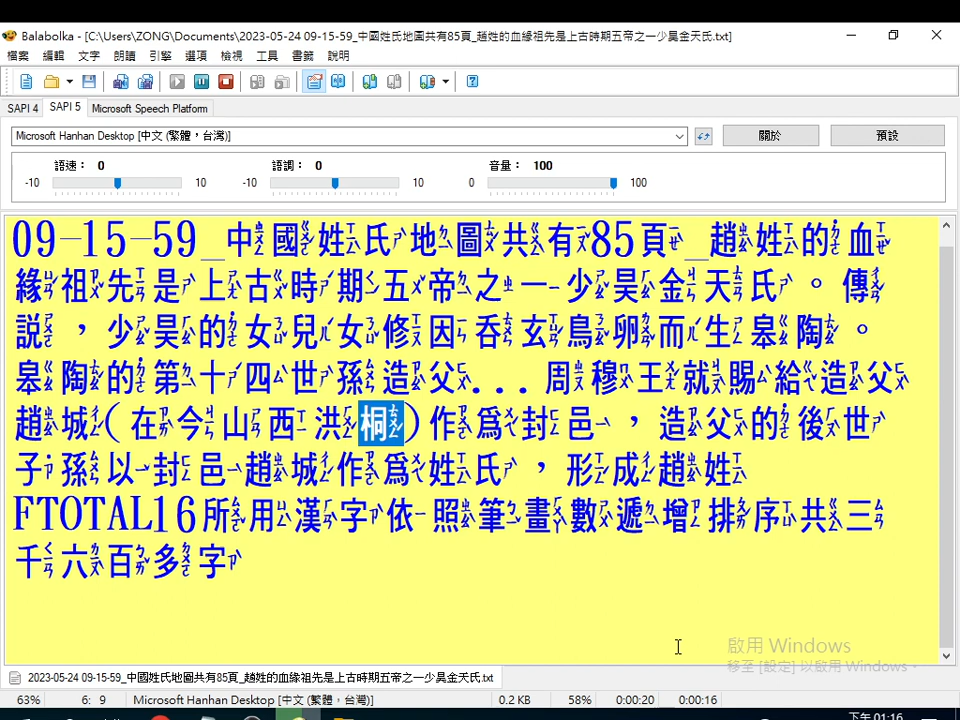 Balabolka - [C:\Users\ZONG\Documents\2023-05-24 09-15-59_中國姓氏地圖共有85頁_趙姓的血緣祖先是上古時期五帝之一少昊金天氏.txt]
檔案 編輯 文字 朗讀 引擎 選項 檢視 工具 書籤 說明
SAPI 4 SAPI 5 Microsoft Speech Platform
Microsoft Hanhan Desktop [中文 (繁體，台灣)] 關於 預設
語速： 0 語調： 0 音量： 100
-10 10 -10 10 0 100
09-15-59_中國姓氏地圖共有85頁_趙姓的血
緣祖先是上古時期五帝之一少昊金天氏。傳
說，少昊的女兒女修因吞玄鳥卵而生皋陶。
皋陶的第十四世孫造父...周穆王就賜給造父
趙城(在今山西洪桐)作為封邑，造父的後世
子孫以封邑趙城作為姓氏，形成趙姓
FTOTAL16所用漢字依照筆畫數遞增排序共三
千六百多字
啟用 Windows
移至 [設定] 以啟用 Windows。
2023-05-24 09-15-59_中國姓氏地圖共有85頁_趙姓的血緣祖先是上古時期五帝之一少昊金天氏.txt
63% 6: 9 Microsoft Hanhan Desktop [中文 (繁體，台灣)] 0.2 KB 58% 0:00:20 0:00:16
下午 01:16